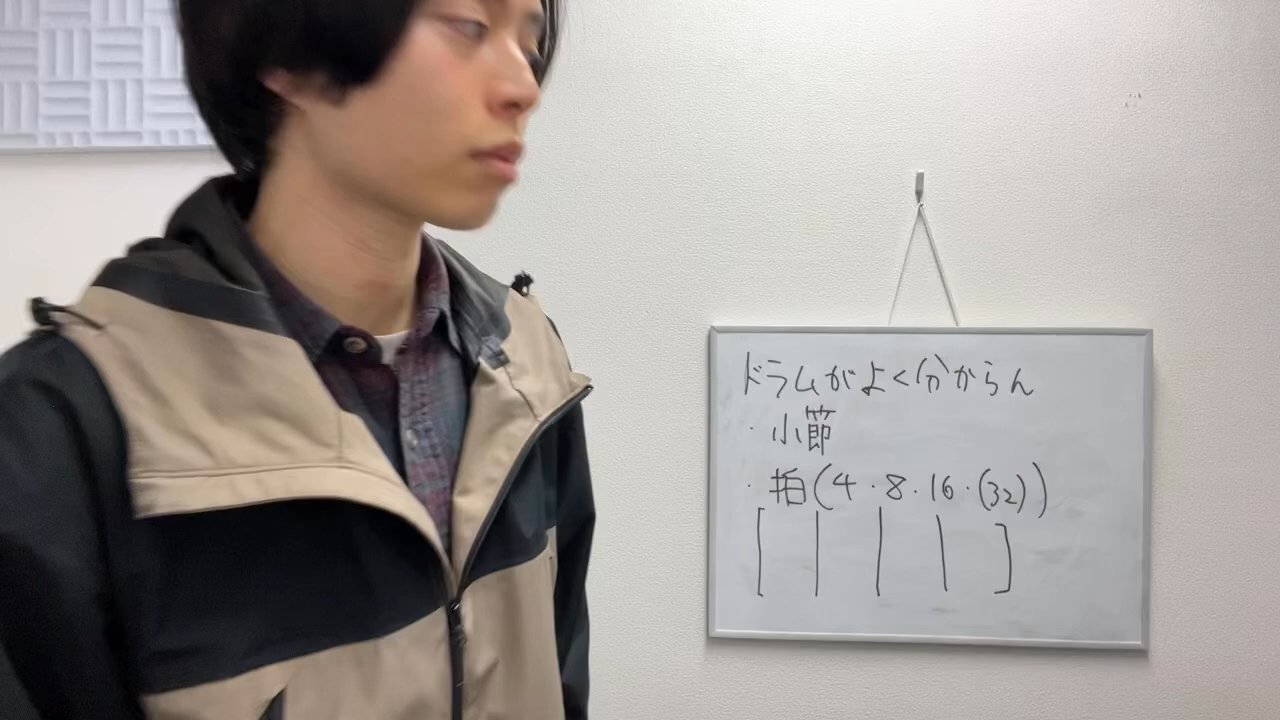 ドラムがよく分からん
・小節
・拍(4・8・16・(32))
[ | | | ]